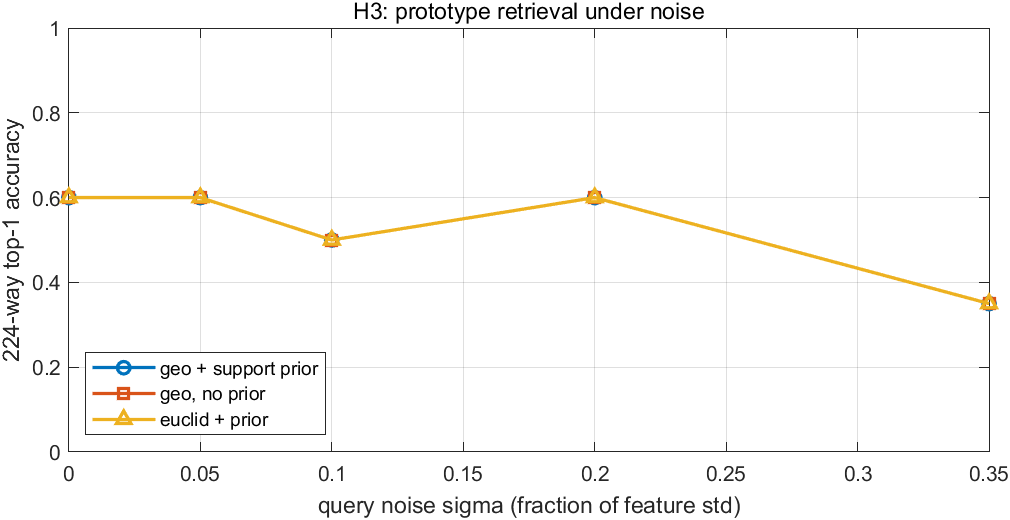 H3: prototype retrieval under noise
224-way top-1 accuracy
1
0.8
0.6
0.4
0.2
0
geo + support prior
geo, no prior
euclid + prior
0 0.05 0.1 0.15 0.2 0.25 0.3 0.35
query noise sigma (fraction of feature std)